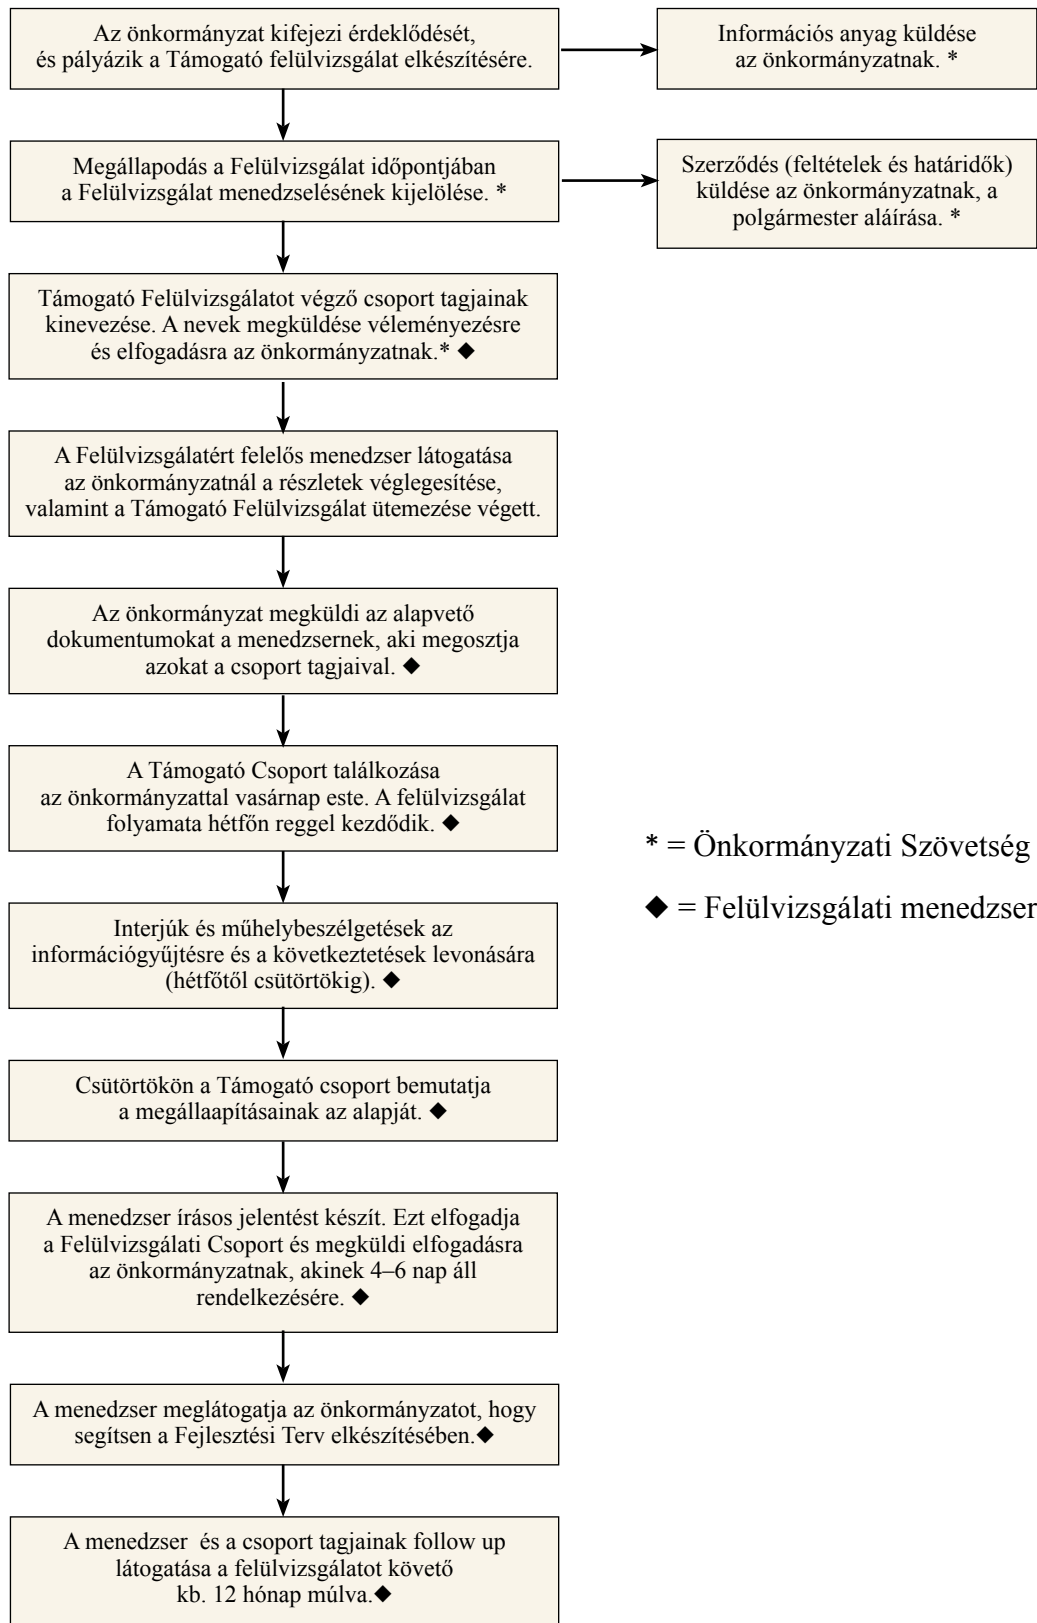 Az önkormányzat kifejezi érdeklődését,
és pályázik a Támogató felülvizsgálat elkészítésére.
Információs anyag küldése
az önkormányzatnak. *
Megállapodás a Felülvizsgálat időpontjában
a Felülvizsgálat menedzselésének kijelölése. *
Szerződés (feltételek és határidők)
küldése az önkormányzatnak, a
polgármester aláírása. *
Támogató Felülvizsgálatot végző csoport tagjainak
kinevezése. A nevek megküldése véleményezésre
és elfogadásra az önkormányzatnak.* ◆
A Felülvizsgálatért felelős menedzser látogatása
az önkormányzatnál a részletek véglegesítése,
valamint a Támogató Felülvizsgálat ütemezése végett.
Az önkormányzat megküldi az alapvető
dokumentumokat a menedzsernek, aki megosztja
azokat a csoport tagjaival. ◆
A Támogató Csoport találkozása
az önkormányzattal vasárnap este. A felülvizsgálat
folyamata hétfőn reggel kezdődik. ◆
* = Önkormányzati Szövetség
◆ = Felülvizsgálati menedzser
Interjúk és műhelybeszélgetések az
információgyűjtésre és a következtetések levonására
(hétfőtől csütörtökig). ◆
Csütörtökön a Támogató csoport bemutatja
a megállaapításainak az alapját. ◆
A menedzser írásos jelentést készít. Ezt elfogadja
a Felülvizsgálati Csoport és megküldi elfogadásra
az önkormányzatnak, akinek 4–6 nap áll
rendelkezésére. ◆
A menedzser meglátogatja az önkormányzatot, hogy
segítsen a Fejlesztési Terv elkészítésében.◆
A menedzser és a csoport tagjainak follow up
látogatása a felülvizsgálatot követő
kb. 12 hónap múlva.◆